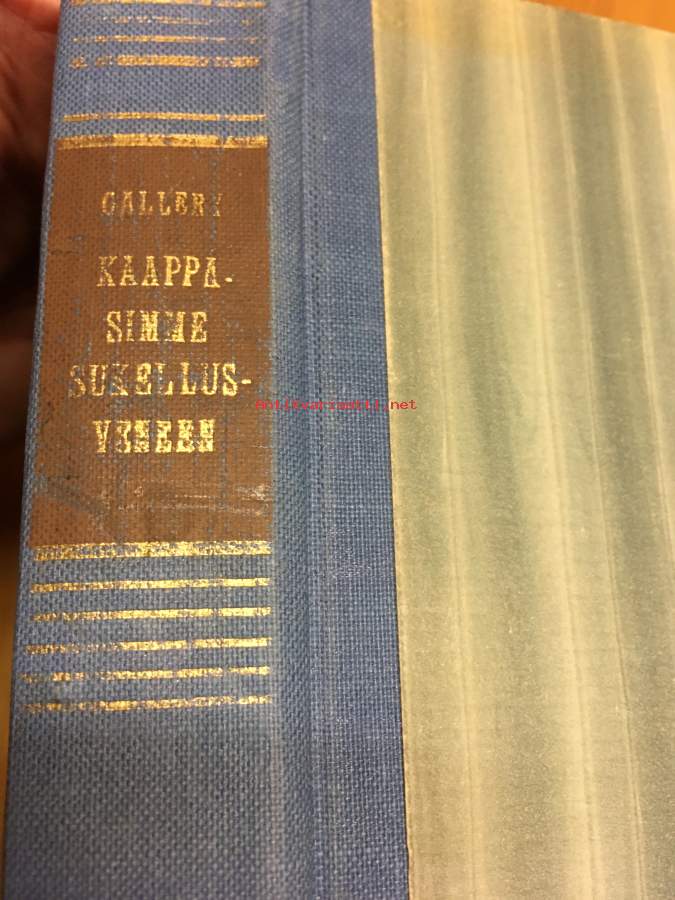 GALLERY
KAAPPA-
SIMME
SUKELLUS-
VENEEN
Antikvariaatti.net